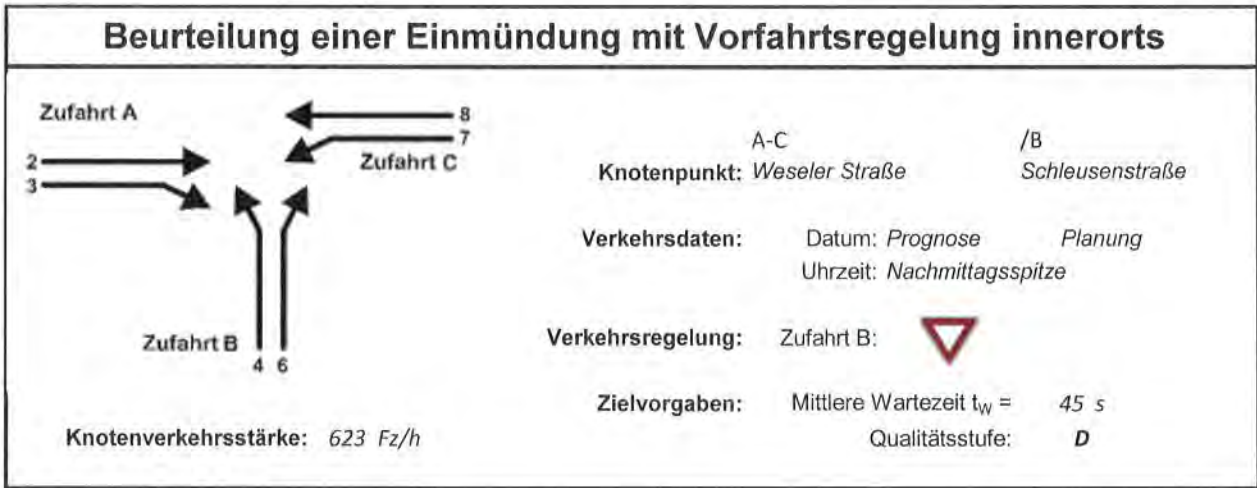 Beurteilung einer Einmündung mit Vorfahrtsregelung innerorts
Zufahrt A
8
7
Zufahrt C
2
3
Zufahrt B
4 6
Knotenverkehrsstärke: 623 Fz/h
A-C /B
Knotenpunkt: Weseler Straße Schleusenstraße
Verkehrsdaten: Datum: Prognose Planung
Uhrzeit: Nachmittagsspitze
Verkehrsregelung: Zufahrt B:
Zielvorgaben: Mittlere Wartezeit tW = 45 s
Qualitätsstufe: D